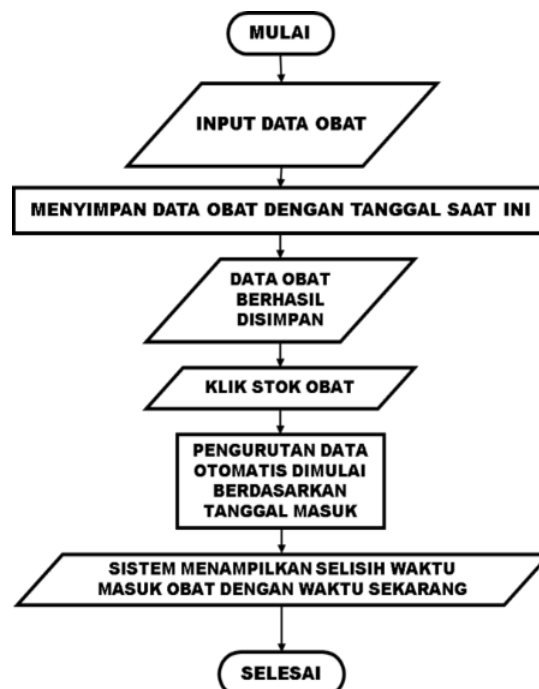 MULAI
INPUT DATA OBAT
MENYIMPAN DATA OBAT DENGAN TANGGAL SAAT INI
DATA OBAT
BERHASIL
DISIMPAN
KLIK STOK OBAT
PENGURUTAN DATA
OTOMATIS DIMULAI
BERDASARKAN
TANGGAL MASUK
SISTEM MENAMPILKAN SELISIH WAKTU
MASUK OBAT DENGAN WAKTU SEKARANG
SELESAI